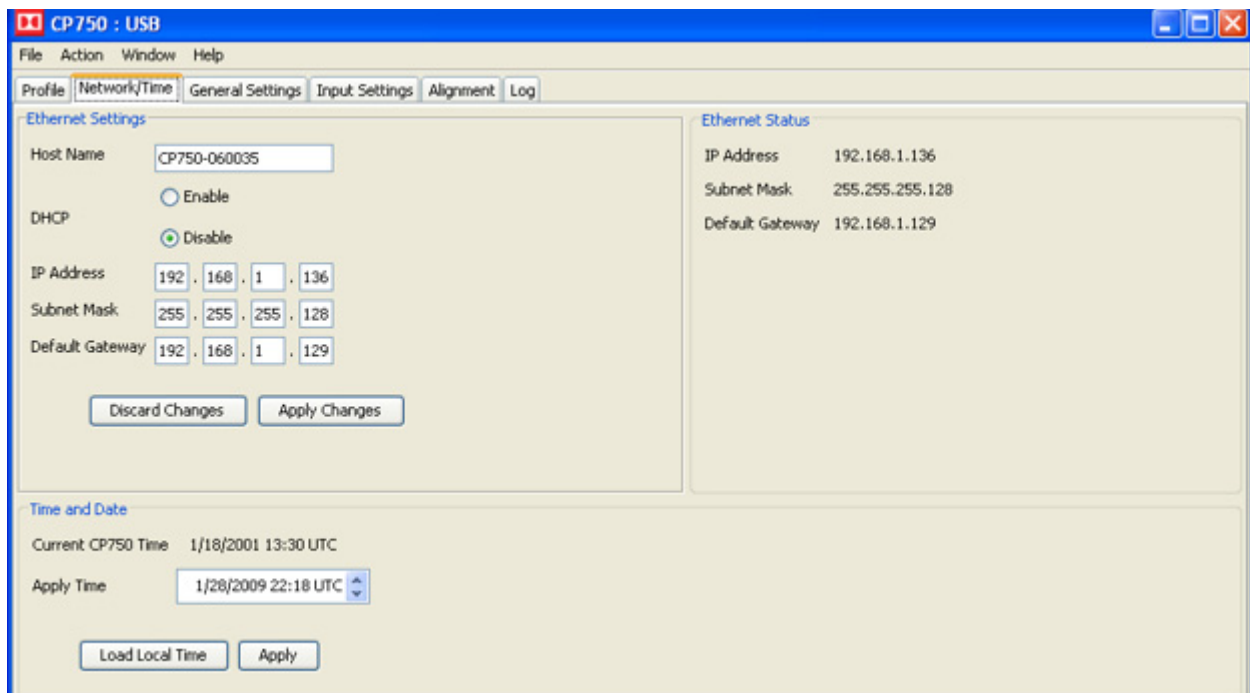 CP750 : USB
File Action Window Help
Profile Network/Time General Settings Input Settings Alignment Log
Ethernet Settings
Host Name CP750-060035
Enable
DHCP
Disable
IP Address 192 . 168 . 1 . 136
Subnet Mask 255 . 255 . 255 . 128
Default Gateway 192 . 168 . 1 . 129
Discard Changes Apply Changes
Ethernet Status
IP Address 192.168.1.136
Subnet Mask 255.255.255.128
Default Gateway 192.168.1.129
Time and Date
Current CP750 Time 1/18/2001 13:30 UTC
Apply Time 1/28/2009 22:18 UTC
Load Local Time Apply